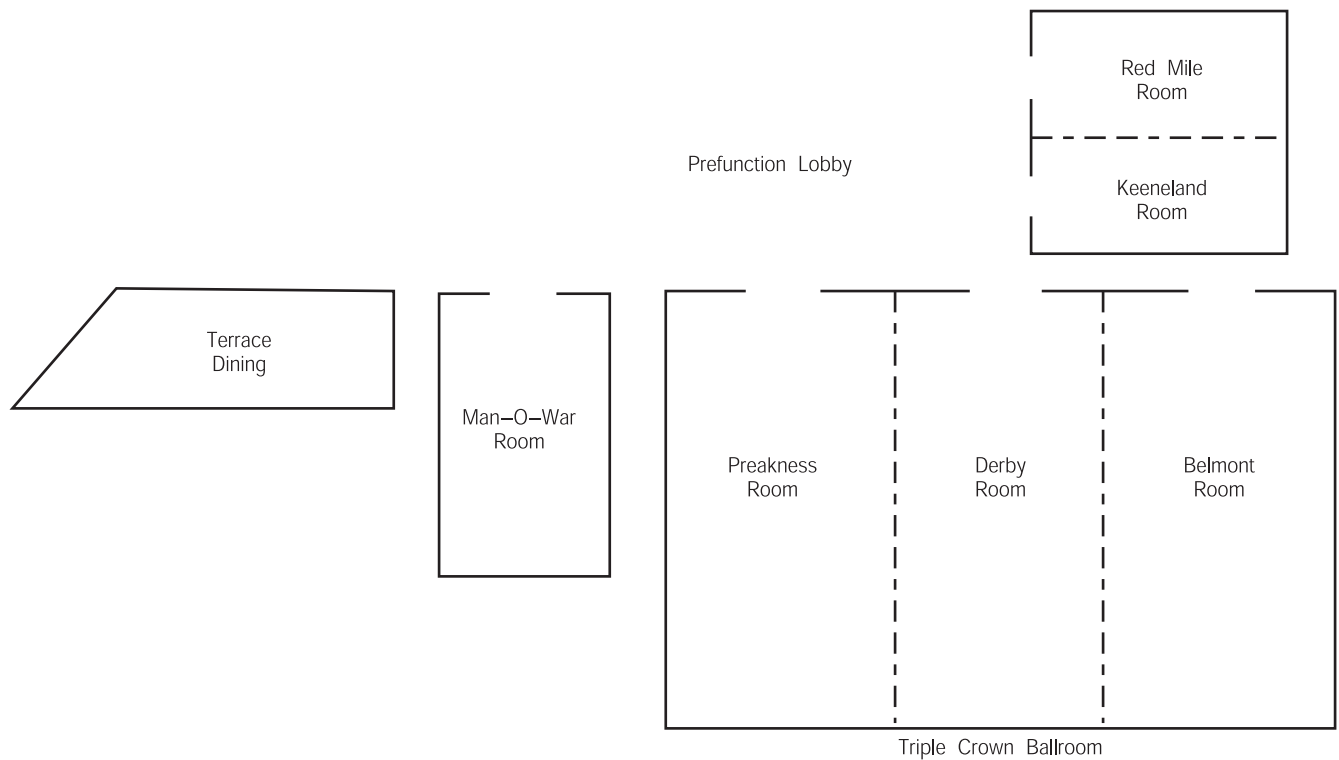 Red Mile
Room
Prefunction Lobby
Keeneland
Room
Terrace
Dining
Man–O–War
Room
Preakness
Room
Derby
Room
Belmont
Room
Triple Crown Ballroom